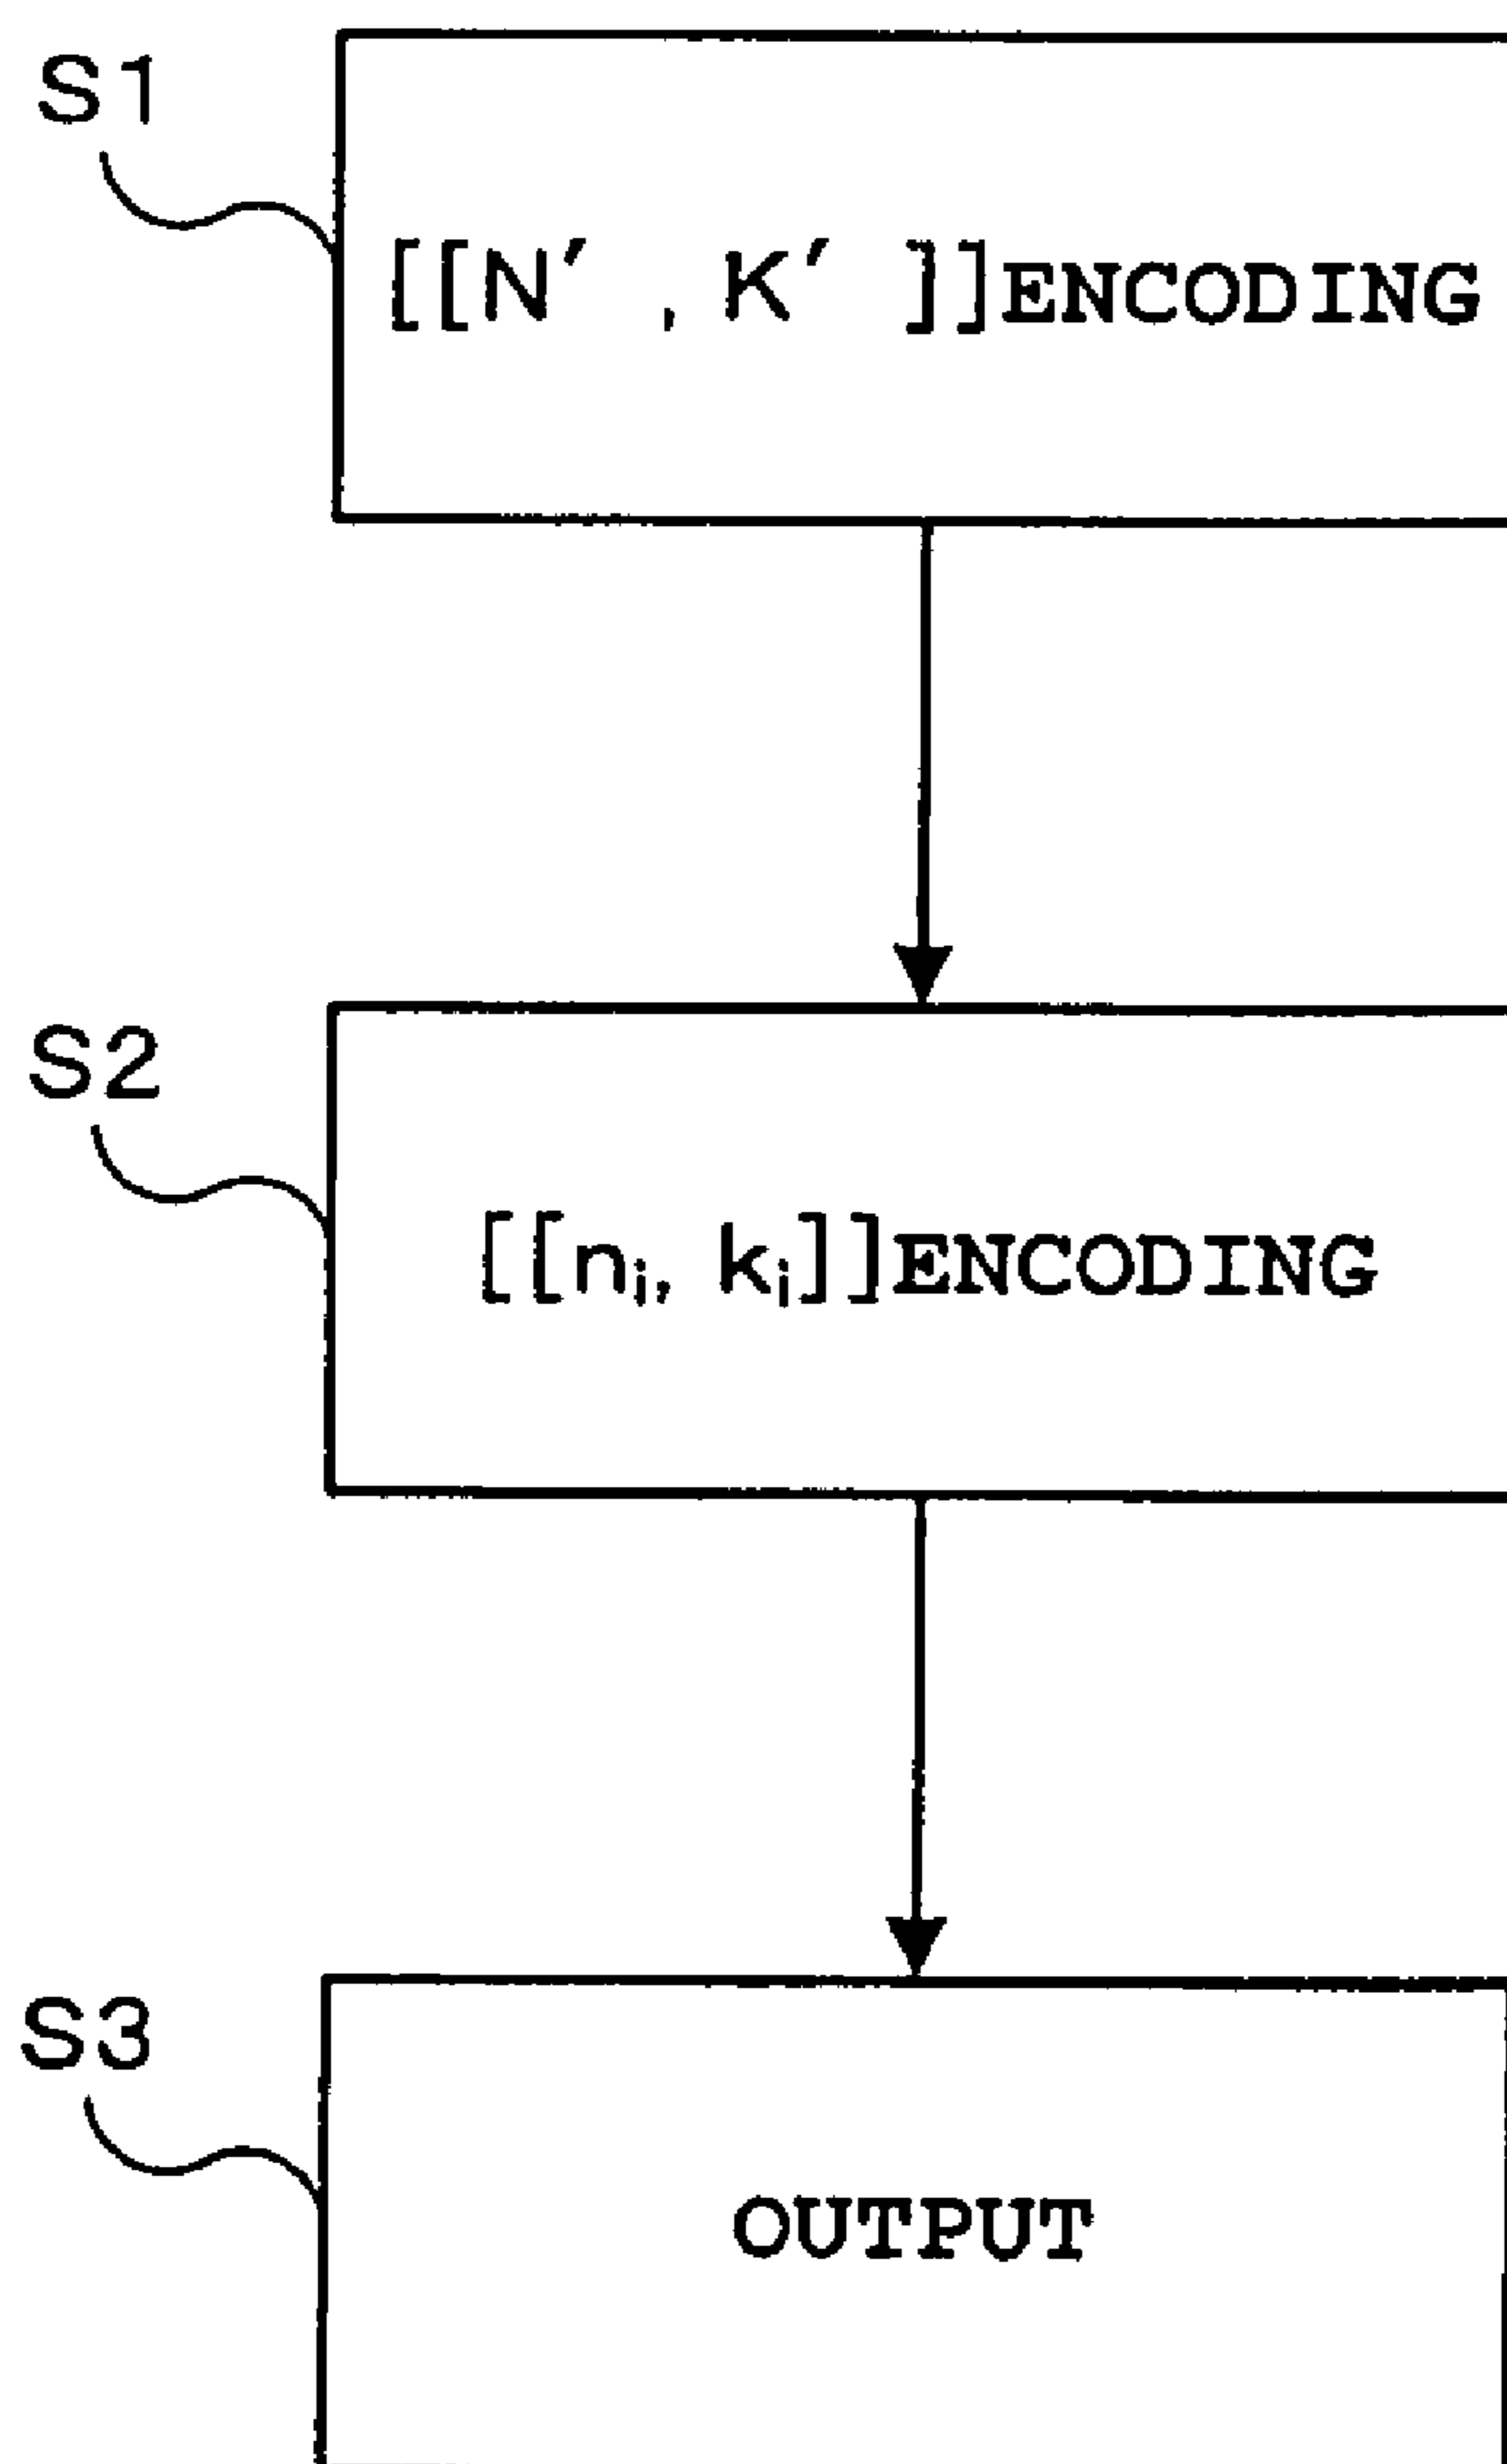 S1
[[N′ , K′ ]]ENCODING
S2
[[nᵢ, kᵢ]]ENCODING
S3
OUTPUT